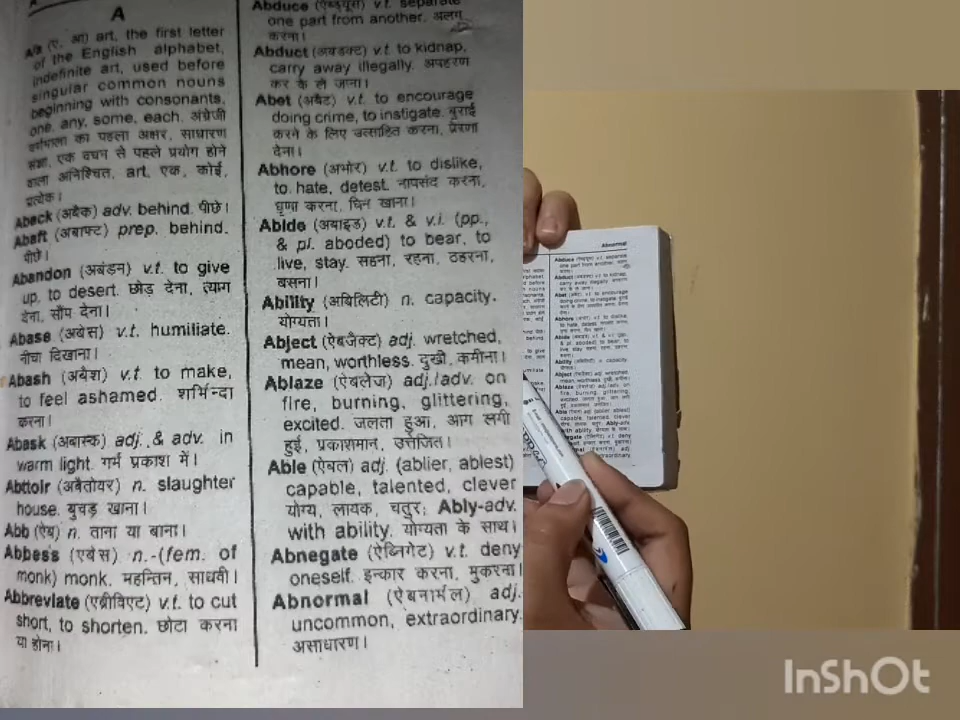 A
A, a (ए, आ) art, the first letter
of the English alphabet,
indefinite art, used before
singular common nouns
beginning with consonants,
one, any, some, each. अंग्रेजी
वर्णमाला का पहला अक्षर, साधारण
संज्ञा, एक वचन से पहले प्रयोग होने
वाला अनिश्चित, art. एक, कोई,
प्रत्येक।
Abeck (अबैक) adv. behind. पीछे।
Abaft (अबाफ्ट) prep. behind.
पीछे।
Abandon (अबंडन) v.t. to give
up, to desert. छोड़ देना, त्याग
देना, सौंप देना।
Abase (अबेस) v.t. humiliate.
नीचा दिखाना।
Abash (अबैश) v.t. to make,
to feel ashamed. शर्मिन्दा
करना।
Abask (अबास्क) adj. & adv. in
warm light. गर्म प्रकाश में।
Abttoir (अबैतोयर) n. slaughter
house. बुचड़ खाना।
Abb (ऐब) n. ताना या बाना।
Abbess (एबेस) n.-(fem. of
monk) monk. महन्तिन, साधवी।
Abbreviate (एब्रीविएट) v.t. to cut
short, to shorten. छोटा करना
या होना।
Abduce (ऐब्ड्यूस) v.t. separate
one part from another. अलग
करना।
Abduct (अबडक्ट) v.t. to kidnap,
carry away illegally. अपहरण
कर के ले जाना।
Abet (अबैट) v.t. to encourage
doing crime, to instigate. बुराई
करने के लिए उत्साहित करना, प्रेरणा
देना।
Abhore (अभोर) v.t. to dislike,
to hate, detest. नापसंद करना,
घृणा करना, घिन खाना।
Abide (अबाइड) v.t. & v.i. (pp.,
& pl. aboded) to bear, to
live, stay. सहना, रहना, ठहरना,
बसना।
Ability (अबिलिटी) n. capacity.
योग्यता।
Abject (ऐबजैक्ट) adj. wretched,
mean, worthless. दुखी, कमीना।
Ablaze (ऐबलेज) adj./adv. on
fire, burning, glittering,
excited. जलता हुआ, आग लगी
हुई, प्रकाशमान, उत्तेजित।
Able (ऐबल) adj. (ablier, ablest)
capable, talented, clever
योग्य, लायक, चतुर; Ably-adv.
with ability. योग्यता के साथ।
Abnegate (ऐब्निगेट) v.t. deny
oneself. इन्कार करना, मुकरना।
Abnormal (ऐबनार्मल) adj.
uncommon, extraordinary.
असाधारण।
Abnormal
InShOt